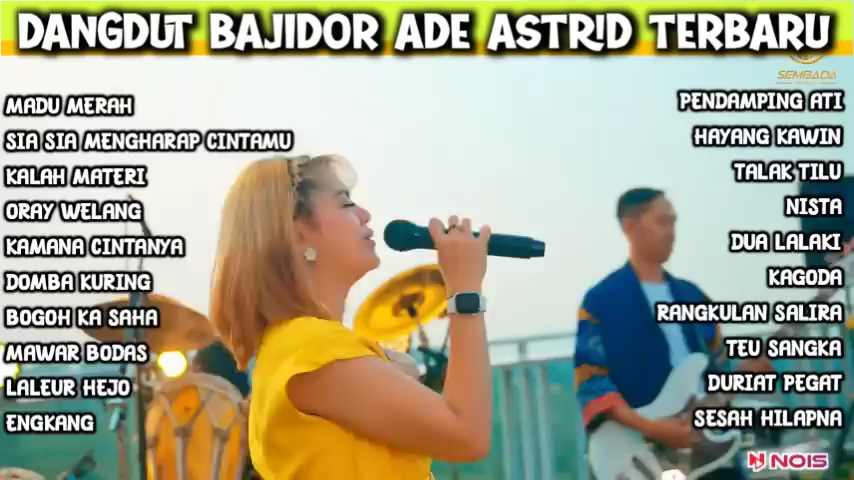 DANGDUT BAJIDOR ADE ASTRID TERBARU
SEMBADA
MADU MERAH
SIA SIA MENGHARAP CINTAMU
KALAH MATERI
ORAY WELANG
KAMANA CINTANYA
DOMBA KURING
BOGOH KA SAHA
MAWAR BODAS
LALEUR HEJO
ENGKANG
PENDAMPING ATI
HAYANG KAWIN
TALAK TILU
NISTA
DUA LALAKI
KAGODA
RANGKULAN SALIRA
TEU SANGKA
DURIAT PEGAT
SESAH HILAPNA
NOIS